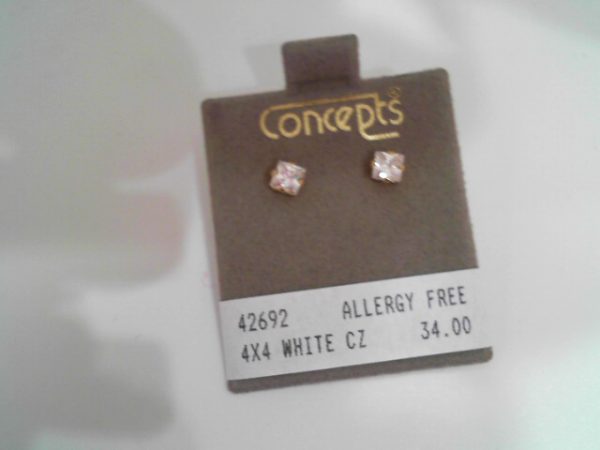 Concepts®
42692 ALLERGY FREE
4X4 WHITE CZ 34.00